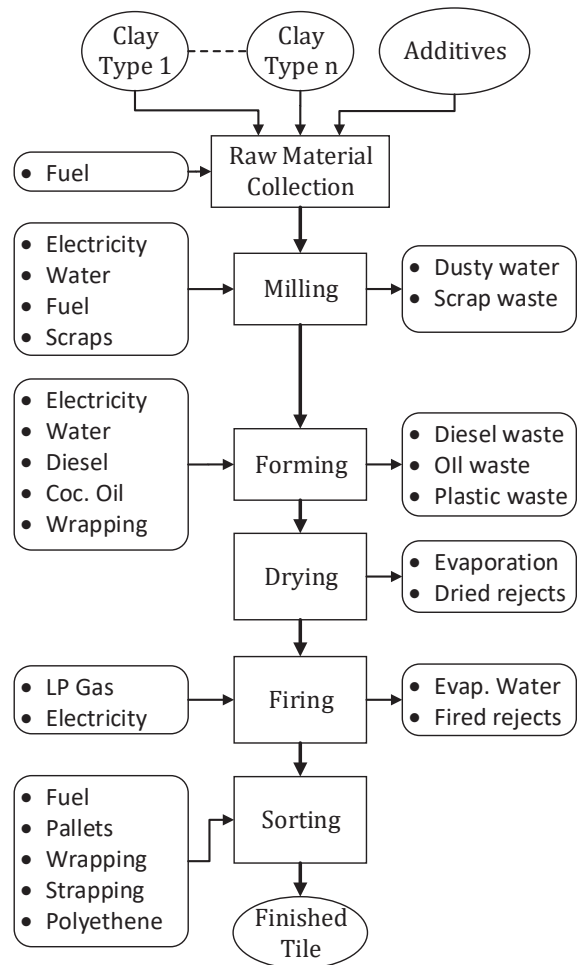 Clay
Type 1
Clay
Type n
Additives
Raw Material
Collection
• Fuel
• Electricity
• Water
• Fuel
• Scraps
Milling
• Dusty water
• Scrap waste
• Electricity
• Water
• Diesel
• Coc. Oil
• Wrapping
Forming
• Diesel waste
• OIl waste
• Plastic waste
Drying
• Evaporation
• Dried rejects
• LP Gas
• Electricity
Firing
• Evap. Water
• Fired rejects
• Fuel
• Pallets
• Wrapping
• Strapping
• Polyethene
Sorting
Finished
Tile